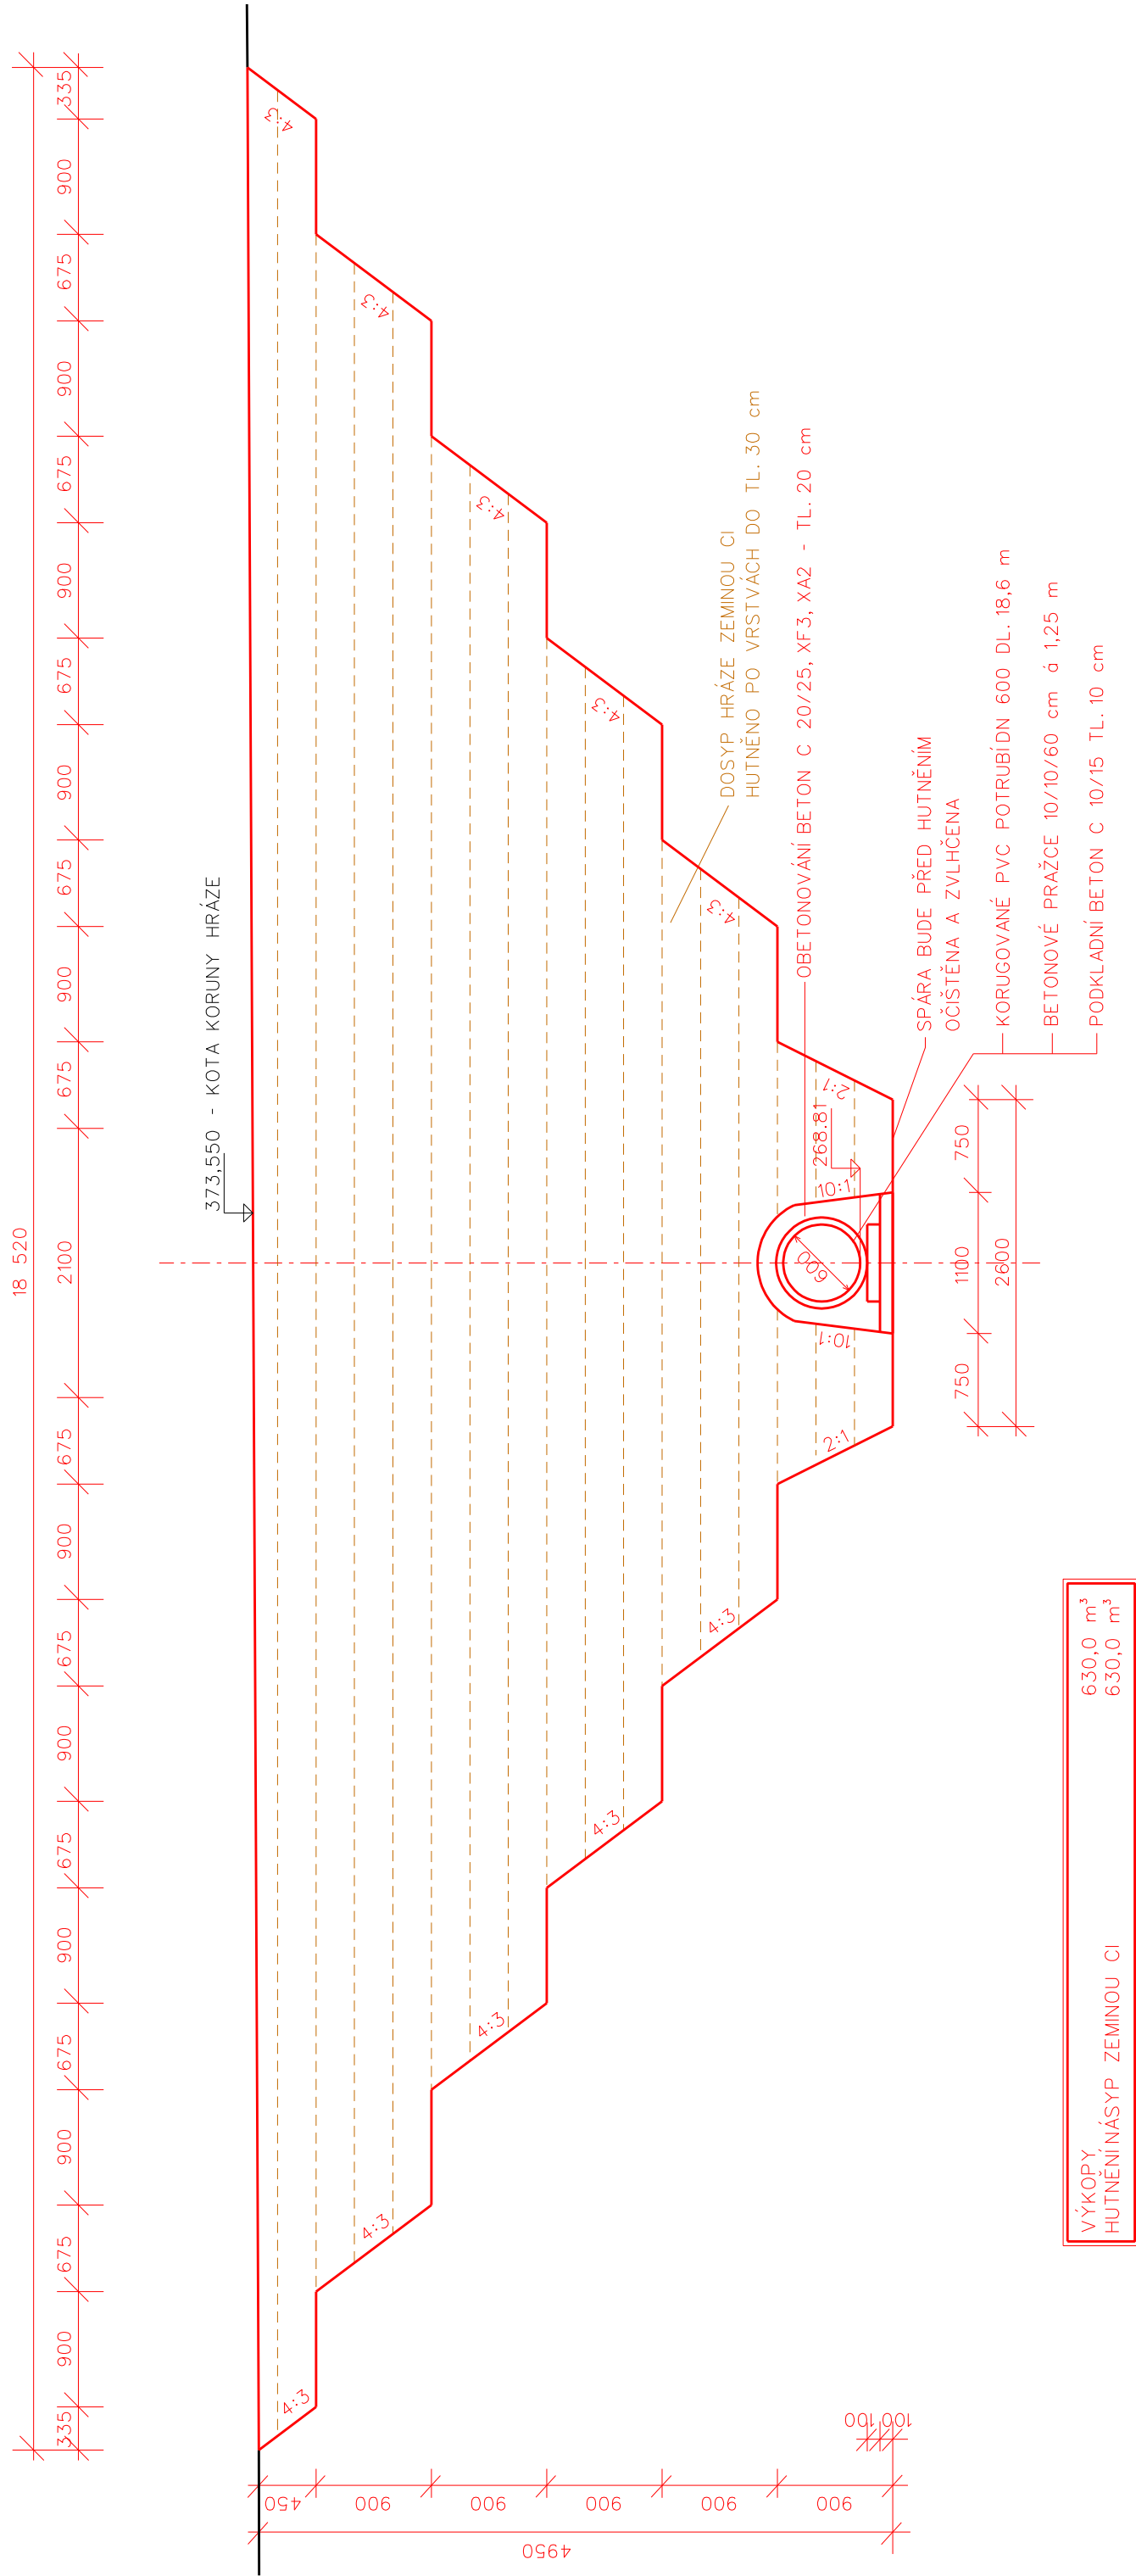 18 520
335 900 675 900 675 900 675 900 675 900 675 2100 675 900 675 900 675 900 675 900 675 900 335
373,550 - KOTA KORUNY HRÁZE
4:3
4:3
450
4:3
4:3
900
4:3
4:3
900
4:3
4:3
900
4:3
4:3
900
DOSYP HRÁZE ZEMINOU CI
HUTNĚNO PO VRSTVÁCH DO TL. 30 cm
OBETONOVÁNÍ BETON C 20/25, XF3, XA2 - TL. 20 cm
2:1
10:1
600
10:1
268.81
2:1
900
100
100
4950
SPÁRA BUDE PŘED HUTNĚNÍM
OČIŠTĚNA A ZVLHČENA
750 1100 750
2600
KORUGOVANÉ PVC POTRUBÍ DN 600 DL. 18,6 m
BETONOVÉ PRAŽCE 10/10/60 cm á 1,25 m
PODKLADNÍ BETON C 10/15 TL. 10 cm
VÝKOPY 630,0 m³
HUTNĚNÍ NÁSYP ZEMINOU CI 630,0 m³